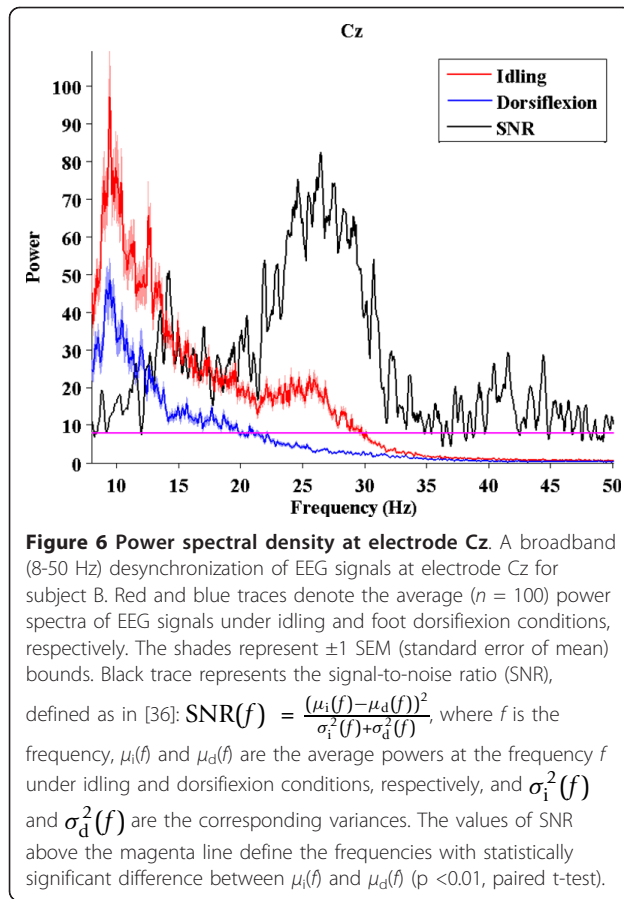 Cz
Idling
Dorsiflexion
SNR
100
90
80
70
60
50
40
30
20
10
0
Power
10 15 20 25 30 35 40 45 50
Frequency (Hz)
Figure 6 Power spectral density at electrode Cz. A broadband
(8-50 Hz) desynchronization of EEG signals at electrode Cz for
subject B. Red and blue traces denote the average (n = 100) power
spectra of EEG signals under idling and foot dorsiflexion conditions,
respectively. The shades represent ±1 SEM (standard error of mean)
bounds. Black trace represents the signal-to-noise ratio (SNR),
defined as in [36]: SNR(f) = (μi(f)−μd(f))²/(σi²(f)+σd²(f)), where f is the
frequency, μi(f) and μd(f) are the average powers at the frequency f
under idling and dorsifiexion conditions, respectively, and σi²(f)
and σd²(f) are the corresponding variances. The values of SNR
above the magenta line define the frequencies with statistically
significant difference between μi(f) and μd(f) (p <0.01, paired t-test).